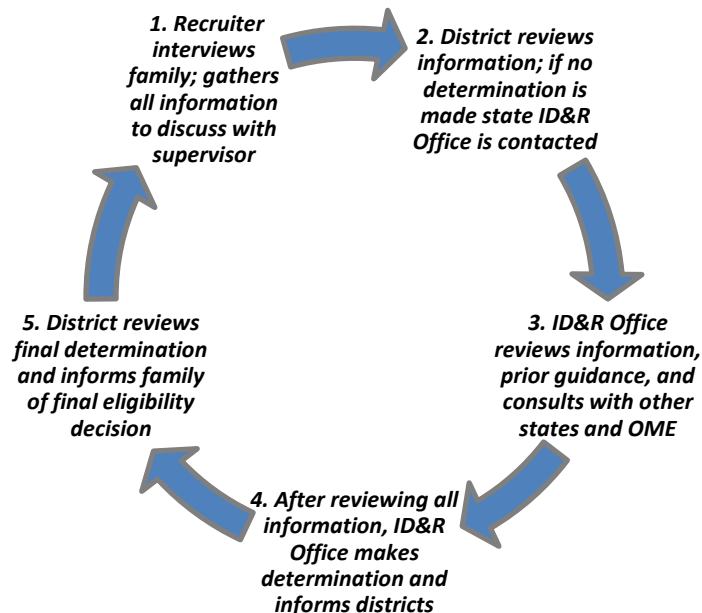 1. Recruiter
interviews
family; gathers
all information
to discuss with
supervisor
2. District reviews
information; if no
determination is
made state ID&R
Office is contacted
3. ID&R Office
reviews information,
prior guidance, and
consults with other
states and OME
4. After reviewing all
information, ID&R
Office makes
determination and
informs districts
5. District reviews
final determination
and informs family
of final eligibility
decision